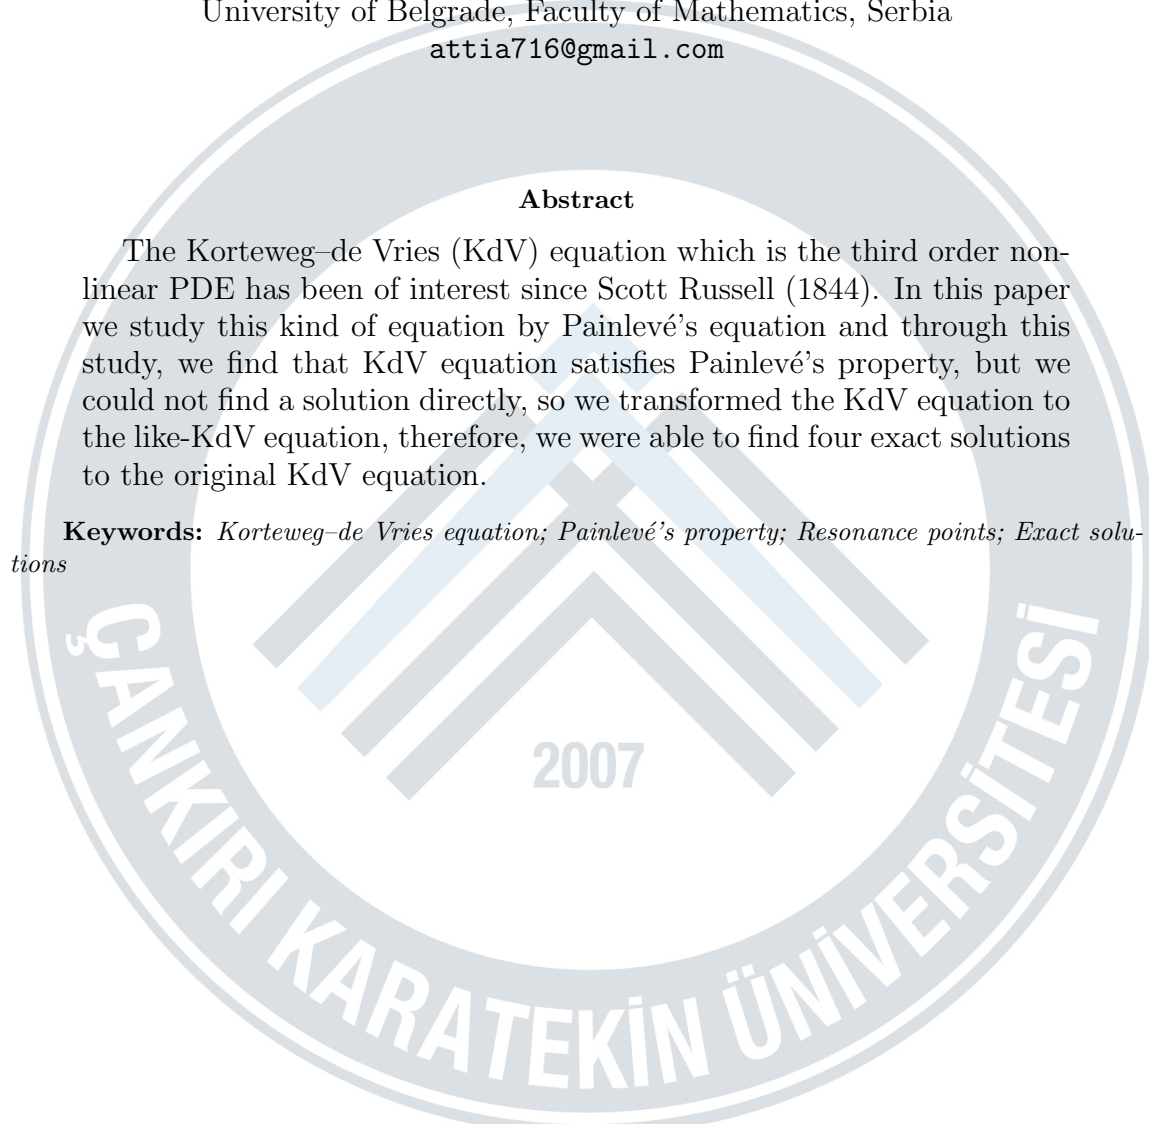 University of Belgrade, Faculty of Mathematics, Serbia
attia716@gmail.com
Abstract
The Korteweg–de Vries (KdV) equation which is the third order non-
linear PDE has been of interest since Scott Russell (1844). In this paper
we study this kind of equation by Painlevé's equation and through this
study, we find that KdV equation satisfies Painlevé's property, but we
could not find a solution directly, so we transformed the KdV equation to
the like-KdV equation, therefore, we were able to find four exact solutions
to the original KdV equation.
Keywords: Korteweg–de Vries equation; Painlevé's property; Resonance points; Exact solu-
tions
2007
ÇANKIRI KARATEKİN ÜNİVERSİTESİ